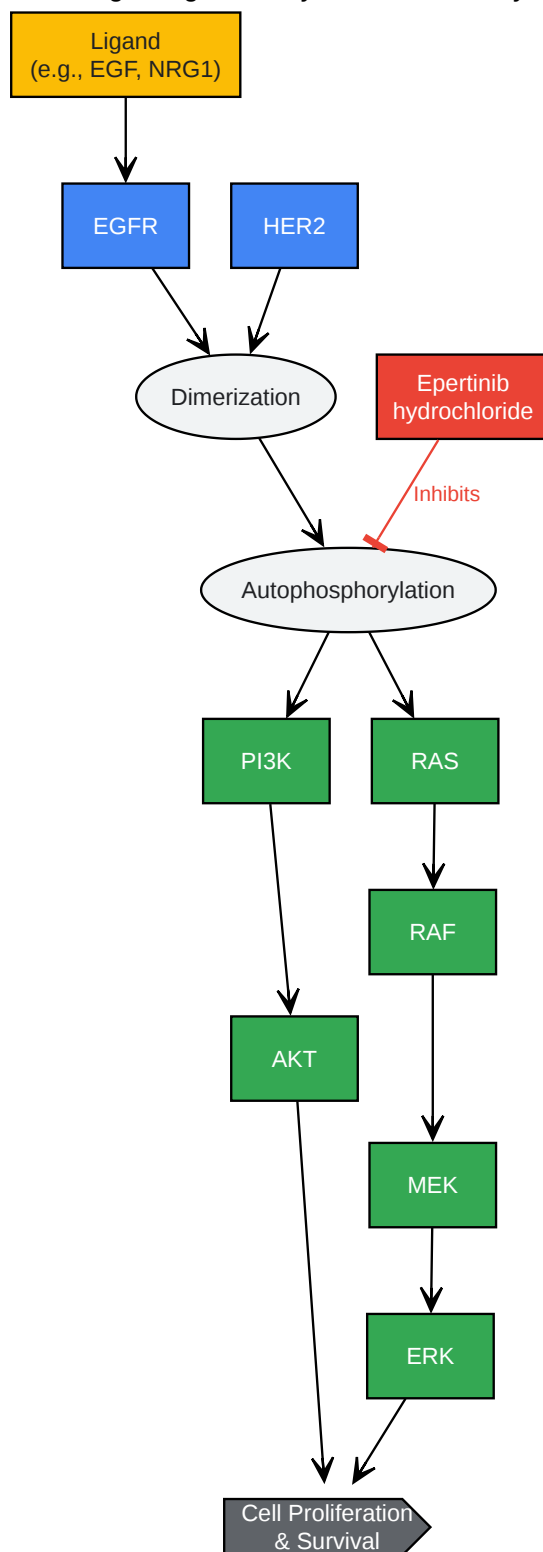 Ligand
(e.g., EGF, NRG1)
EGFR
HER2
Dimerization
Epertinib
hydrochloride
Inhibits
Autophosphorylation
PI3K
RAS
RAF
AKT
MEK
ERK
Cell Proliferation
& Survival